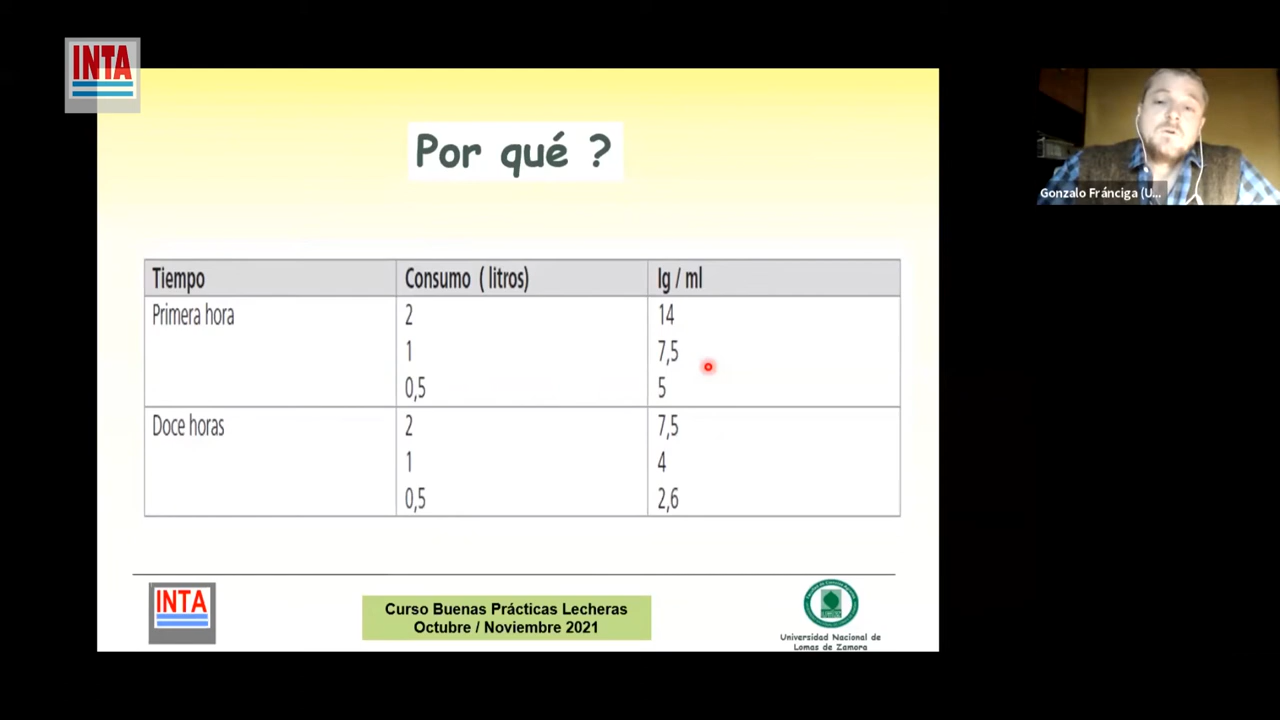 INTA
Por qué ?
Tiempo Consumo ( litros) Ig / ml
Primera hora 2 14
1 7,5
0,5 5
Doce horas 2 7,5
1 4
0,5 2,6
INTA
Curso Buenas Prácticas Lecheras
Octubre / Noviembre 2021
Universidad Nacional de
Lomas de Zamora
Gonzalo Fránciga (U...